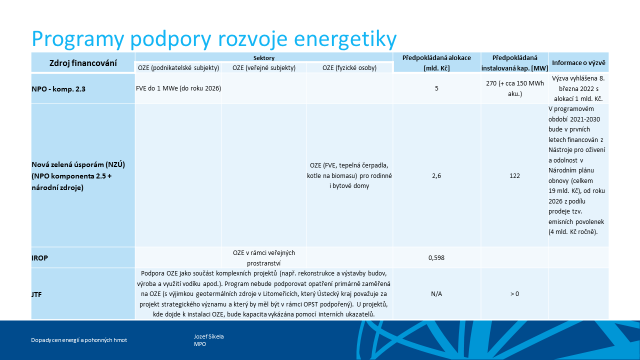 Programy podpory rozvoje energetiky
Zdroj financování
Sektory
Předpokládaná alokace
(mld. Kč)
Předpokládaná
instalovaná kap. [MW]
Informace o výzvě
OZE (podnikatelské subjekty)
OZE (veřejné subjekty)
OZE (fyzické osoby)
NPO - komp. 2.3
FVE do 1 MWe (do roku 2026)
5
270 (+ cca 150 MWh
aku.)
Výzva vyhlášena 8.
března 2022 s
alokací 1 mld. Kč.
Nová zelená úsporám (NZÚ)
(NPO komponenta 2.5 +
národní zdroje)
OZE (FVE, tepelná čerpadla,
kotle na biomasu) pro rodinné
i bytové domy
2,6
122
V programovém
období 2021-2030
bude v prvních
letech financován z
Nástroje pro oživení
a odolnost v
Národním plánu
obnovy (celkem
19 mld. Kč), od roku
2026 z podílu
prodeje tzv.
emisních povolenek
(4 mld. Kč ročně).
IROP
OZE v rámci veřejných
prostranství
0,598
JTF
Podpora OZE jako součást komplexních projektů (např. rekonstrukce a výstavby budov,
výroba a využití vodíku apod.). Program nebude podporovat opatření primárně zaměřená
na OZE (s výjimkou geotermálních zdroje v Litoměřicích, který Ústecký kraj považuje za
projekt strategického významu a který by měl být v rámci OPST podpořený). U projektů,
kde dojde k instalaci OZE, bude kapacita vykázána pomocí interních ukazatelů.
N/A
> 0
Dopady cen energií a pohonných hmot
Jozef Síkela
MPO